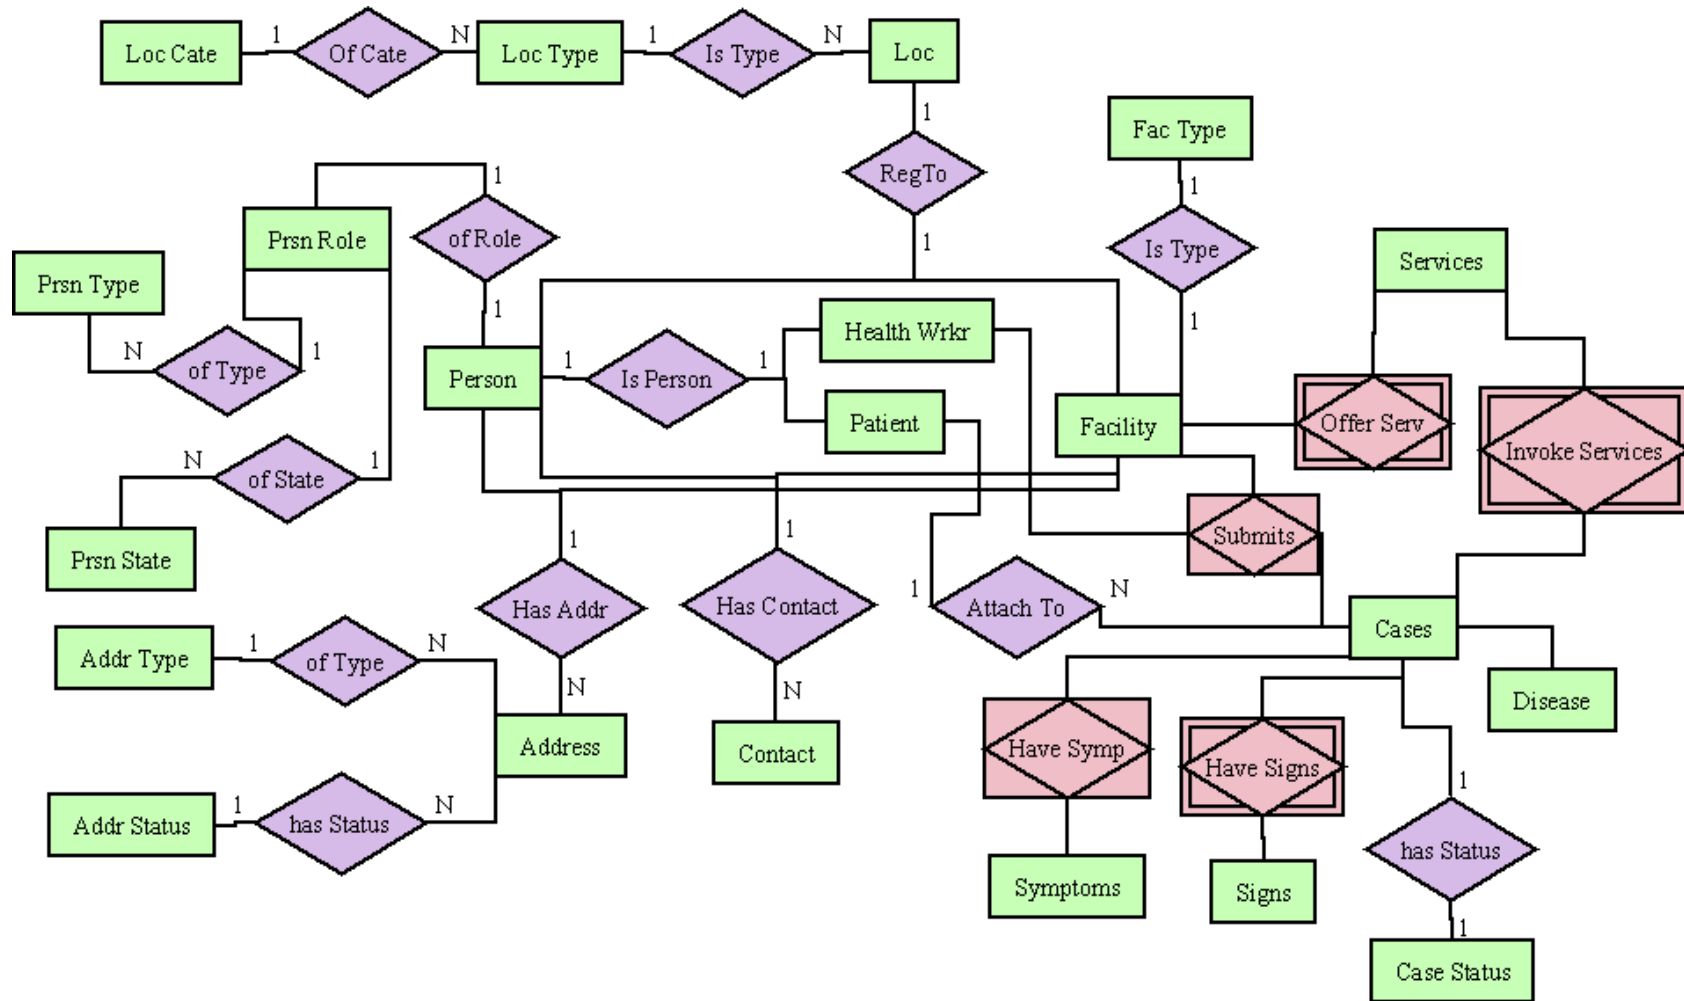 Loc Cate
1
Of Cate
N
Loc Type
1
Is Type
N
Loc
1
RegTo
1
Fac Type
1
Is Type
1
Services
Prsn Role
1
of Role
1
Prsn Type
N
of Type
1
Person
1
Is Person
1
Health Wrkr
Patient
Facility
Offer Serv
Invoke Services
N
of State
1
Prsn State
Submits
1
Has Addr
N
1
Has Contact
N
1
Attach To
N
Cases
Disease
Addr Type
1
of Type
N
Address
Contact
Addr Status
1
has Status
N
Have Symp
Have Signs
1
has Status
1
Symptoms
Signs
Case Status